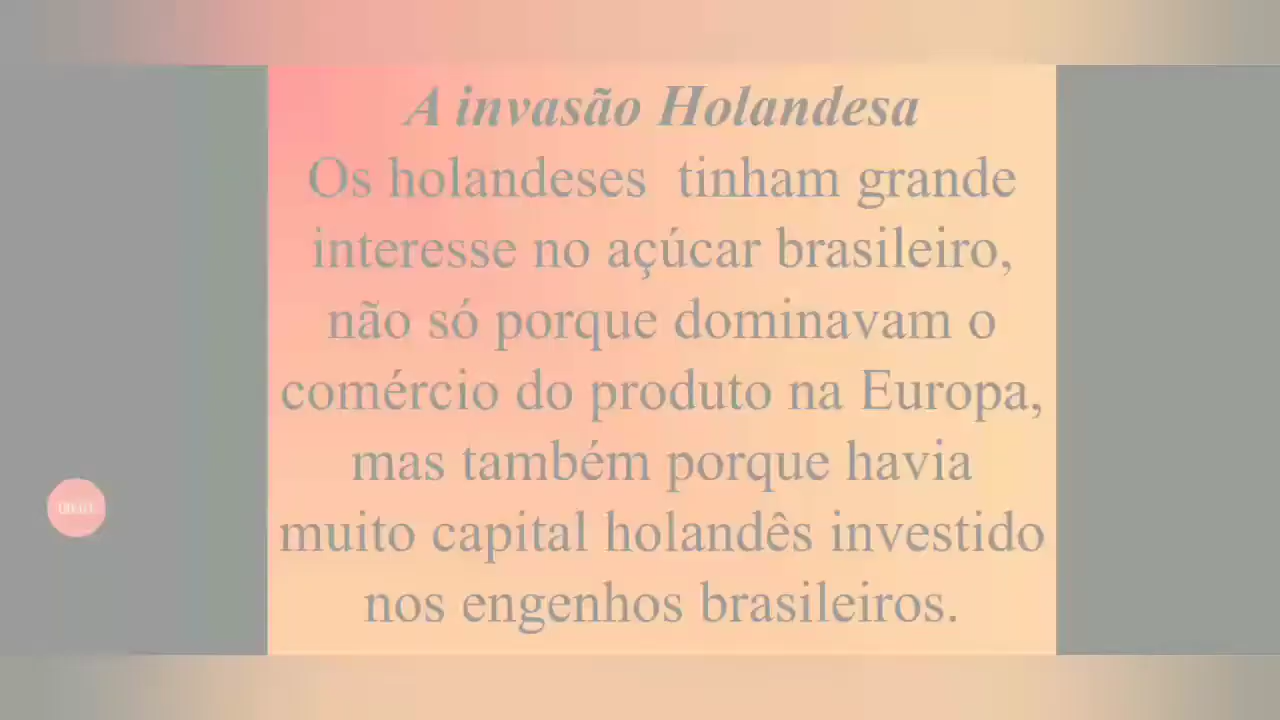 A invasão Holandesa
Os holandeses tinham grande
interesse no açúcar brasileiro,
não só porque dominavam o
comércio do produto na Europa,
mas também porque havia
muito capital holandês investido
nos engenhos brasileiros.